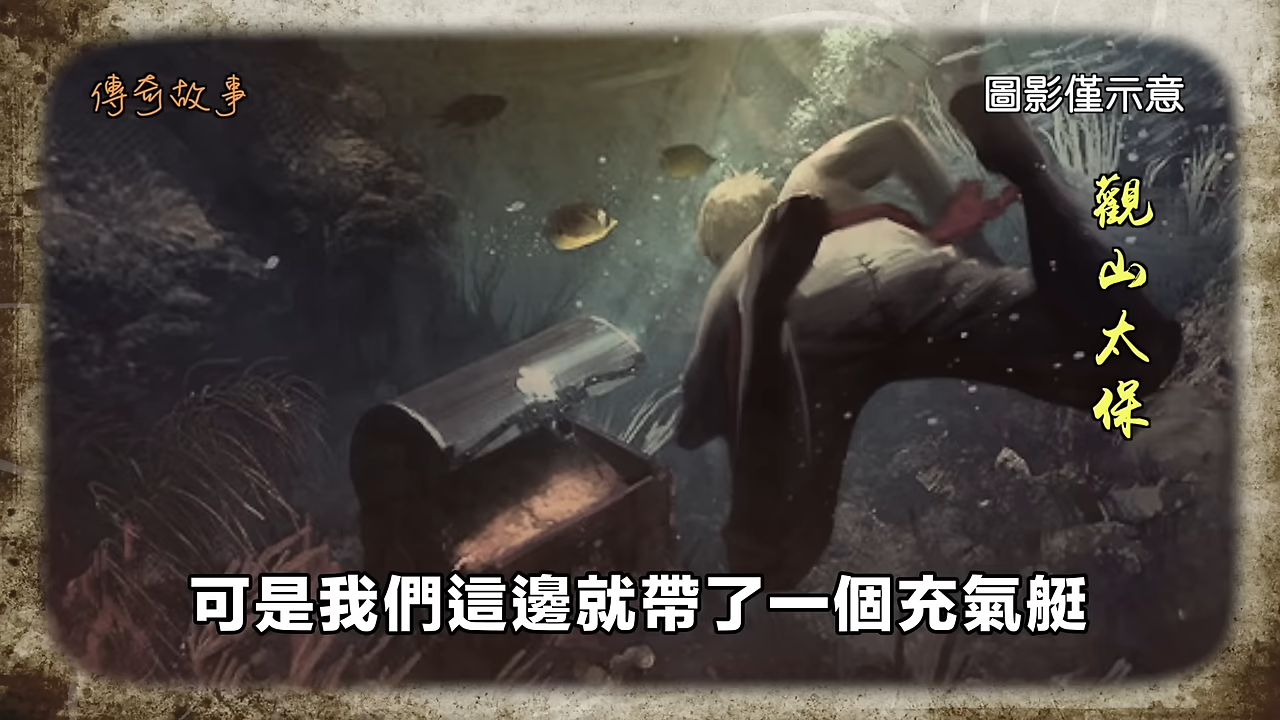 傳奇故事
圖影僅示意
觀山太保
可是我們這邊就帶了一個充氣艇